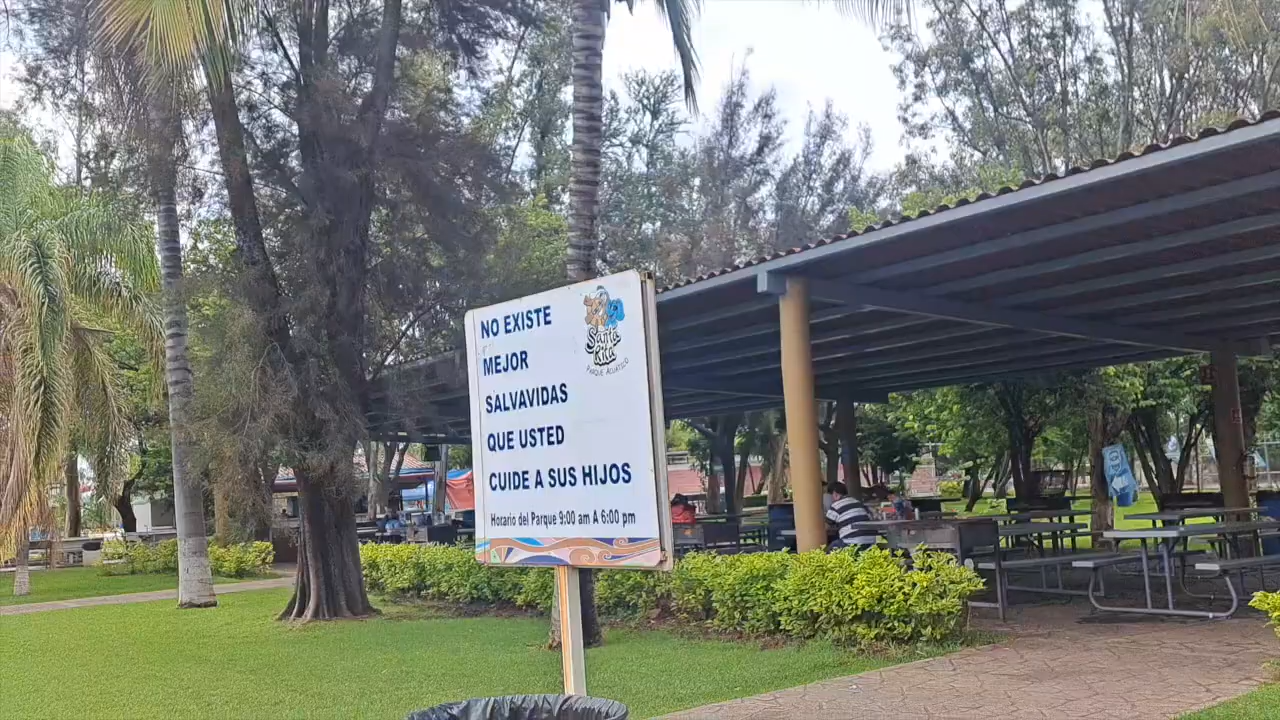 Santa
Rita
PARQUE ACUÁTICO
NO EXISTE
MEJOR
SALVAVIDAS
QUE USTED
CUIDE A SUS HIJOS
Horario del Parque 9:00 am A 6:00 pm